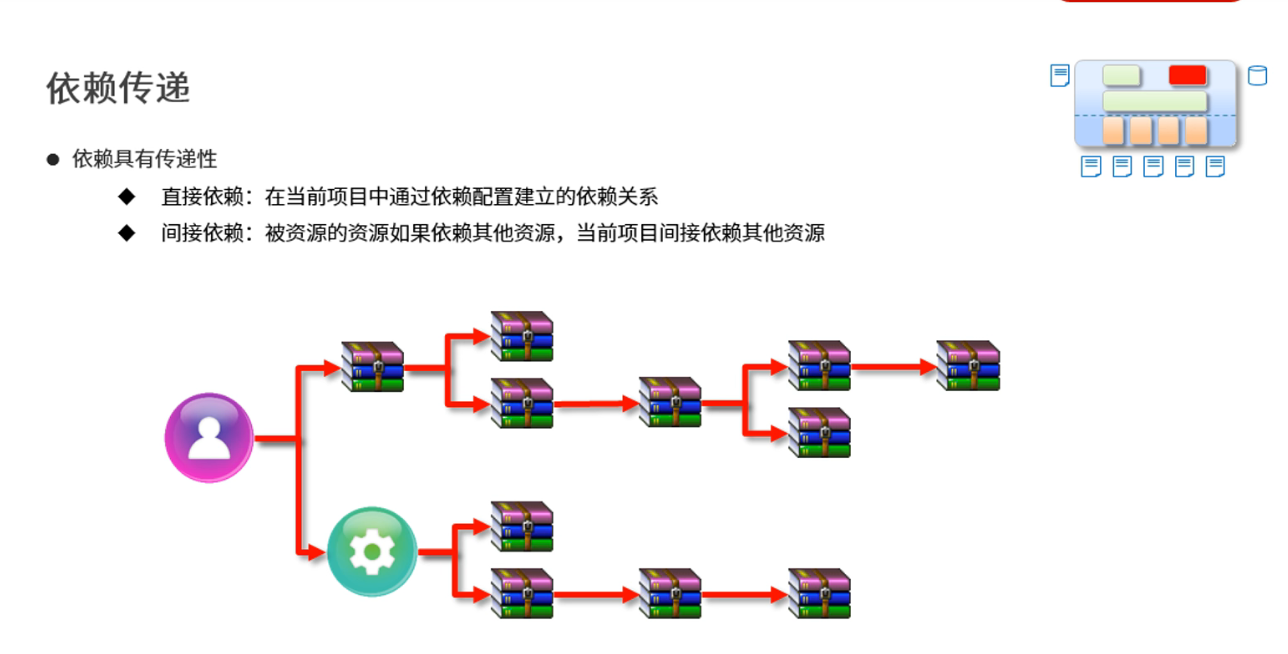 依赖传递
依赖具有传递性
直接依赖：在当前项目中通过依赖配置建立的依赖关系
间接依赖：被资源的资源如果依赖其他资源，当前项目间接依赖其他资源